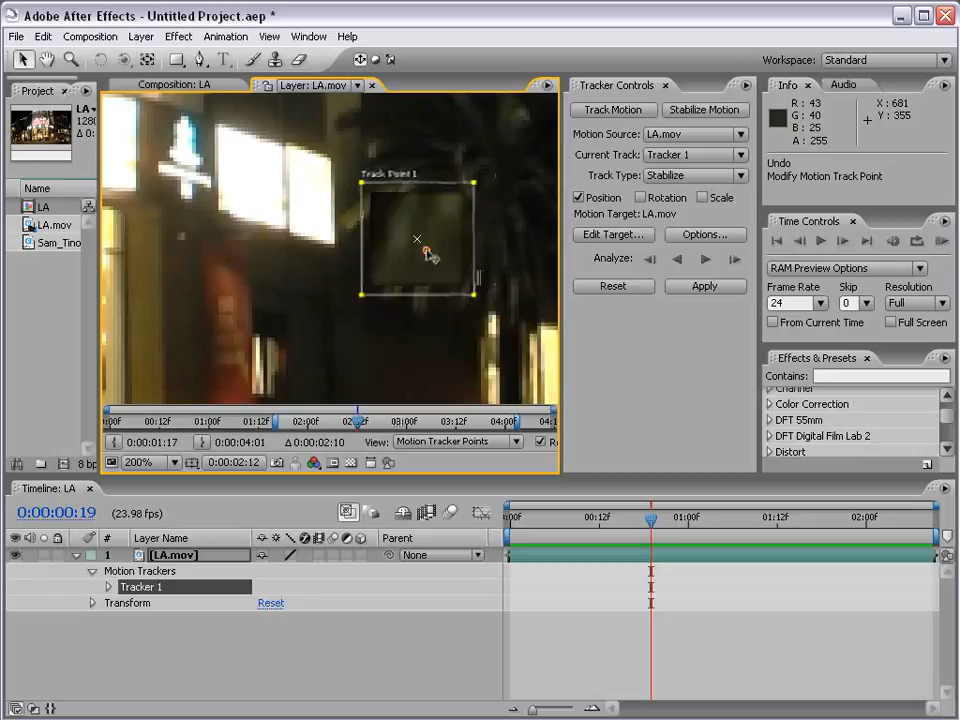 Adobe After Effects - Untitled Project.aep *
File Edit Composition Layer Effect Animation View Window Help
Workspace: Standard
Project
Composition: LA
Layer: LA.mov
Tracker Controls
Info
Audio
LA
1280
Δ 0:
Name
LA
LA.mov
Sam_Tino
8 bp
Track Point 1
Track Motion
Stabilize Motion
Motion Source: LA.mov
Current Track: Tracker 1
Track Type: Stabilize
Position
Rotation
Scale
Motion Target: LA.mov
Edit Target...
Options...
Analyze:
Reset
Apply
R : 43
G : 40
B : 25
A : 255
X : 681
Y : 355
Undo
Modify Motion Track Point
Time Controls
RAM Preview Options
Frame Rate
Skip
Resolution
24
0
Full
From Current Time
Full Screen
Effects & Presets
Contains:
Channel
Color Correction
DFT 55mm
DFT Digital Film Lab 2
Distort
:00f 00:12f 01:00f 01:12f 02:00f 02:12f 03:00f 03:12f 04:00f 04:1
0:00:01:17
0:00:04:01
Δ 0:00:02:10
View: Motion Tracker Points
Re
200%
0:00:02:12
Timeline: LA
0:00:00:19
(23.98 fps)
#
Layer Name
Parent
:00f 00:12f 01:00f 01:12f 02:00f
1
[LA.mov]
None
Motion Trackers
Tracker 1
Transform
Reset